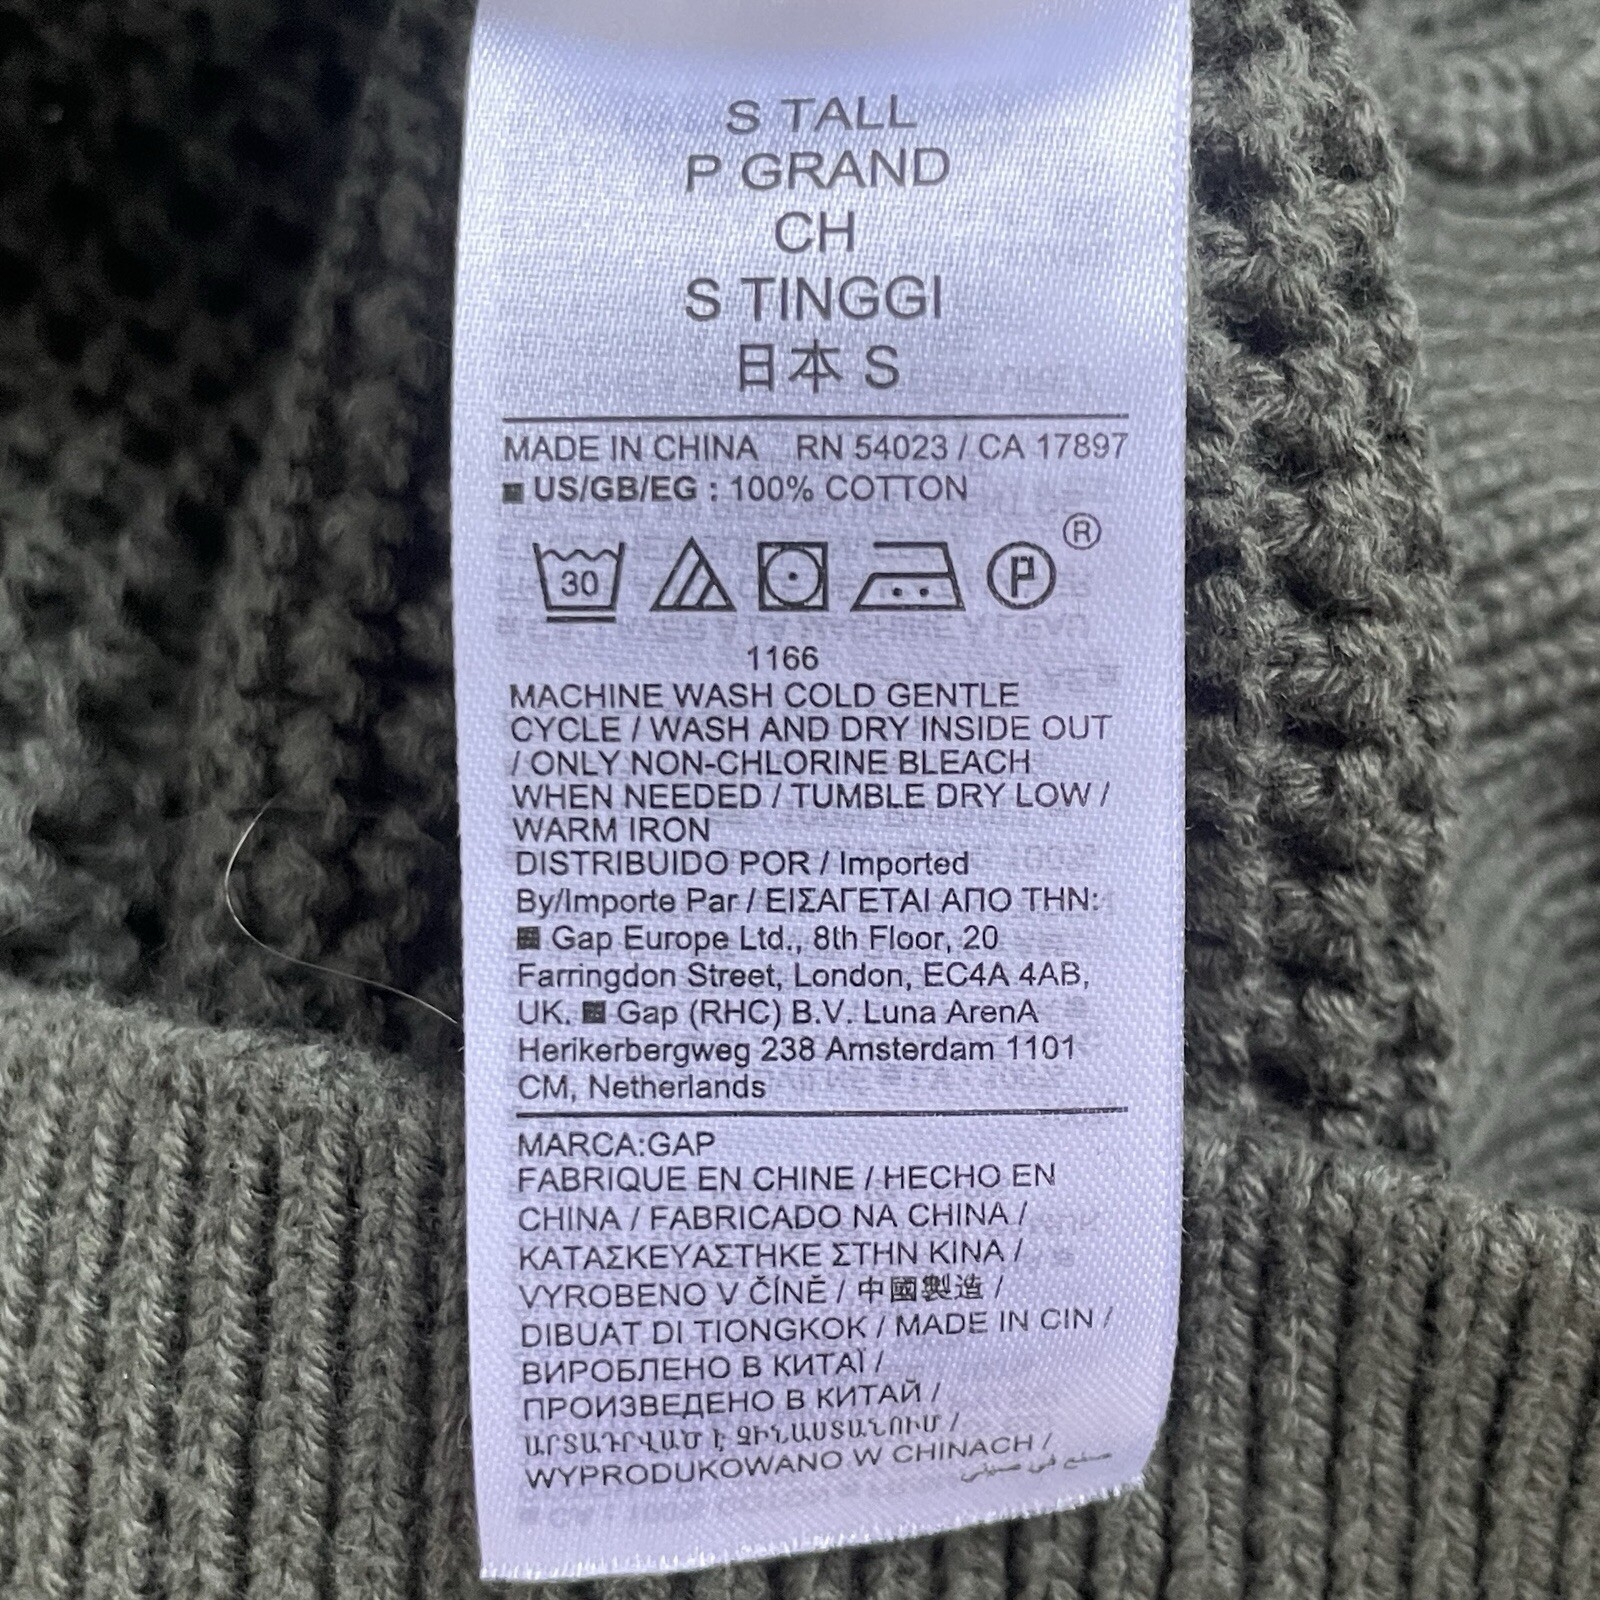 S TALL
P GRAND
CH
S TINGGI
日本 S
MADE IN CHINA RN 54023 / CA 17897
US/GB/EG : 100% COTTON
30 P ®
1166
MACHINE WASH COLD GENTLE
CYCLE / WASH AND DRY INSIDE OUT
/ ONLY NON-CHLORINE BLEACH
WHEN NEEDED / TUMBLE DRY LOW /
WARM IRON
DISTRIBUIDO POR / Imported
By/Importe Par / ΕΙΣΑΓΕΤΑΙ ΑΠΟ ΤΗΝ:
Gap Europe Ltd., 8th Floor, 20
Farringdon Street, London, EC4A 4AB,
UK. Gap (RHC) B.V. Luna ArenA
Herikerbergweg 238 Amsterdam 1101
CM, Netherlands
MARCA:GAP
FABRIQUE EN CHINE / HECHO EN
CHINA / FABRICADO NA CHINA /
ΚΑΤΑΣΚΕΥΑΣΤΗΚΕ ΣΤΗΝ ΚΙΝΑ /
VYROBENO V ČÍNĚ / 中國製造 /
DIBUAT DI TIONGKOK / MADE IN CIN /
ВИРОБЛЕНО В КИТАЇ /
ПРОИЗВЕДЕНО В КИТАЙ /
ԱՐՏԱԴՐՎԱԾ Է ՉԻՆԱՍՏԱՆՈՒՄ /
WYPRODUKOWANO W CHINACH /
صنع في